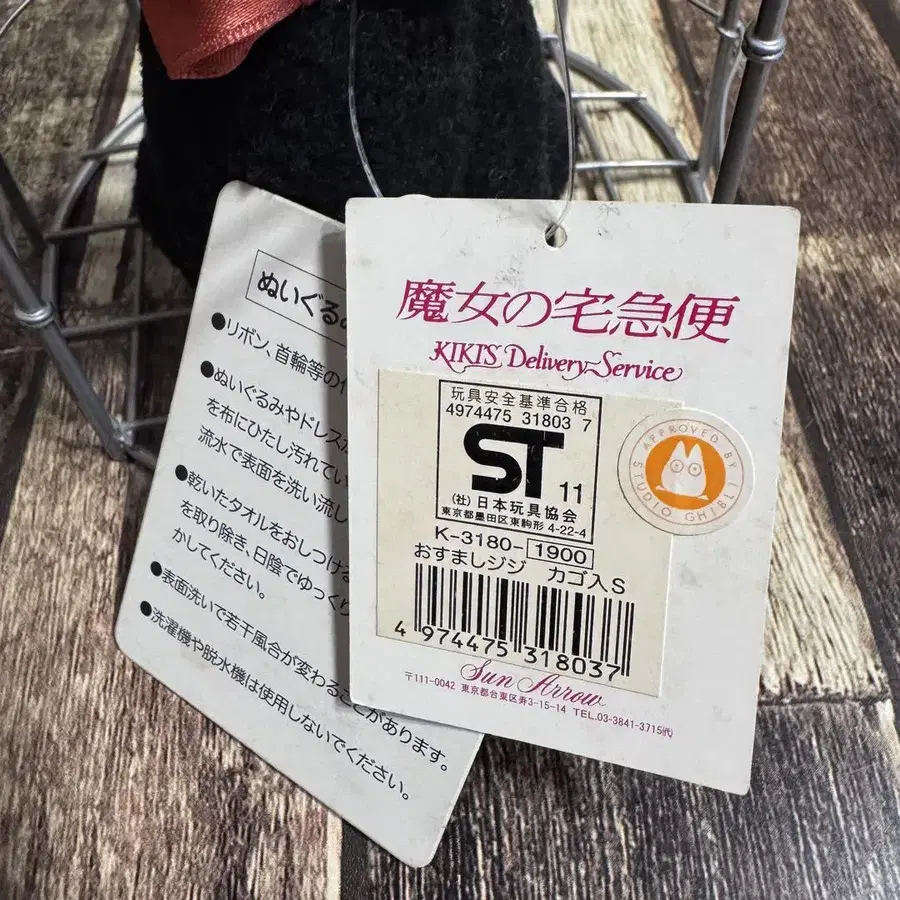 ぬいぐるみ
●リボン、首輪等の
●ぬいぐるみやドレスが
を布にひたし汚れてい
流水で表面を洗い流し
●乾いたタオルをおしつける
を取り除き、日陰でゆっくり
かしてください。
●表面洗いで若干風合が変わることがあります。
●洗濯機や脱水機は使用しないでください。
魔女の宅急便
KIKI'S Delivery Service
玩具安全基準合格
4974475 31803 7
ST 11
(社)日本玩具協会
東京都墨田区東駒形 4-22-4
K-3180- 1900
おすましジジ カゴ入S
4 974475 318037
APPROVED BY STUDIO GHIBLI
Sun Arrow
〒111-0042 東京都台東区寿3-15-14 TEL.03-3841-3715㈹